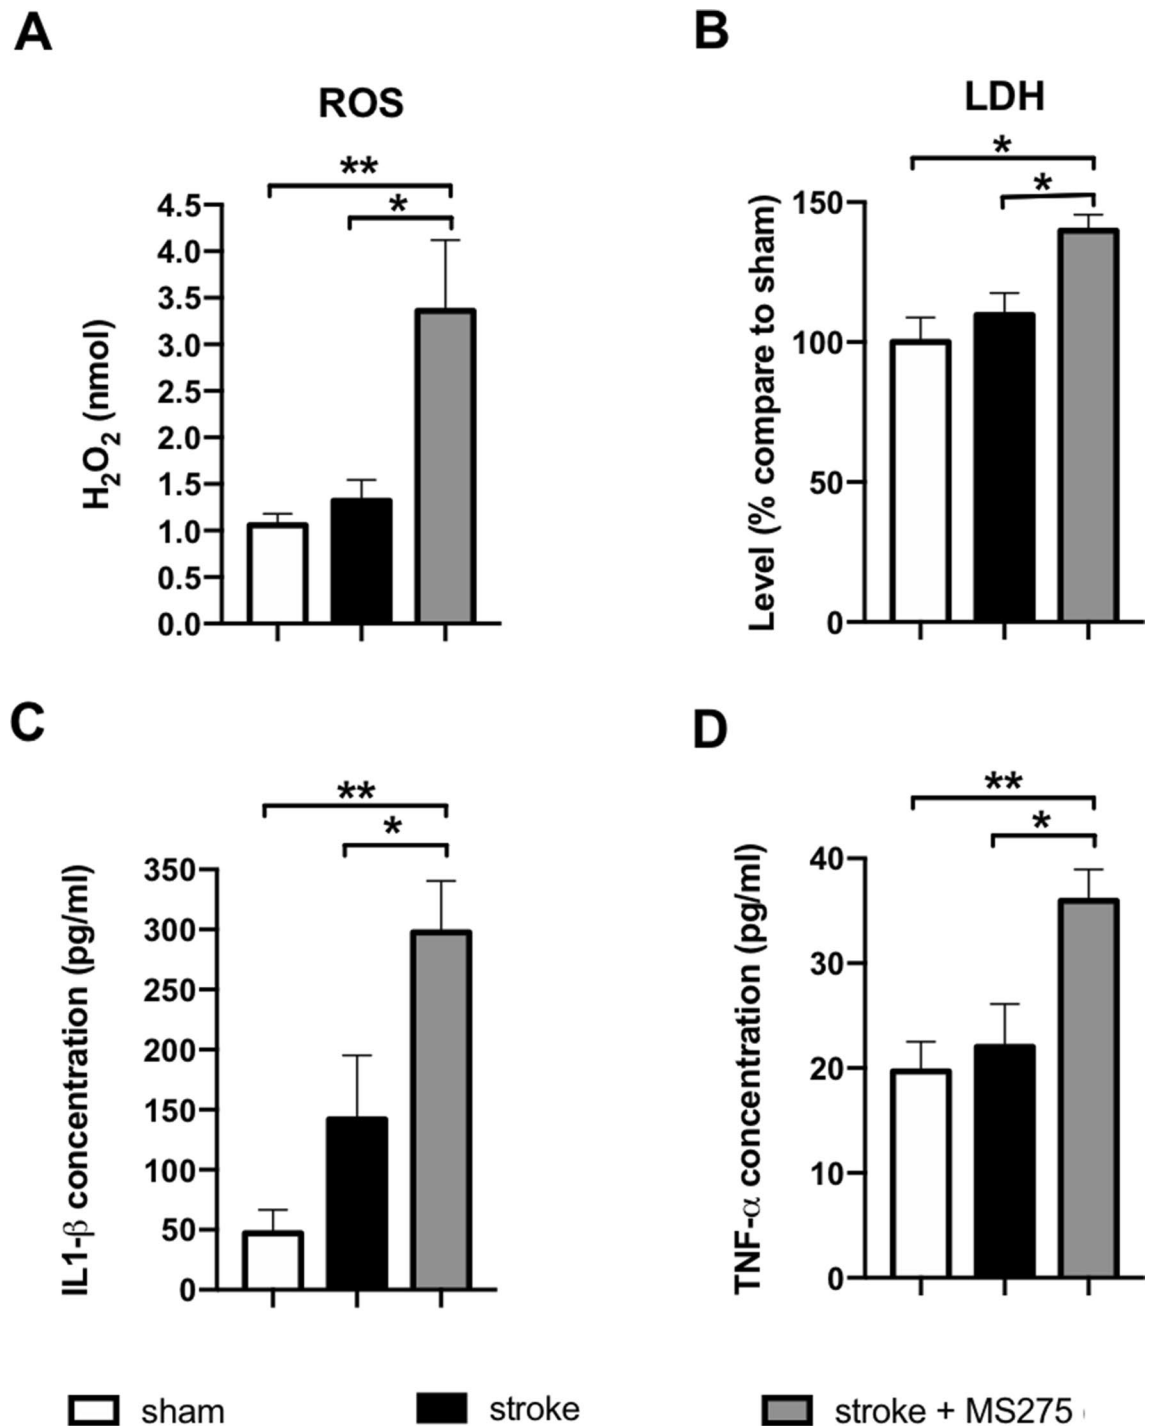 A
ROS
**
*
4.5
4.0
3.5
3.0
2.5
2.0
1.5
1.0
0.5
0.0
H2O2 (nmol)
B
LDH
*
*
150
100
50
0
Level (% compare to sham)
C
**
*
350
300
250
200
150
100
50
0
IL1-β concentration (pg/ml)
D
**
*
40
30
20
10
0
TNF-α concentration (pg/ml)
sham
stroke
stroke + MS275